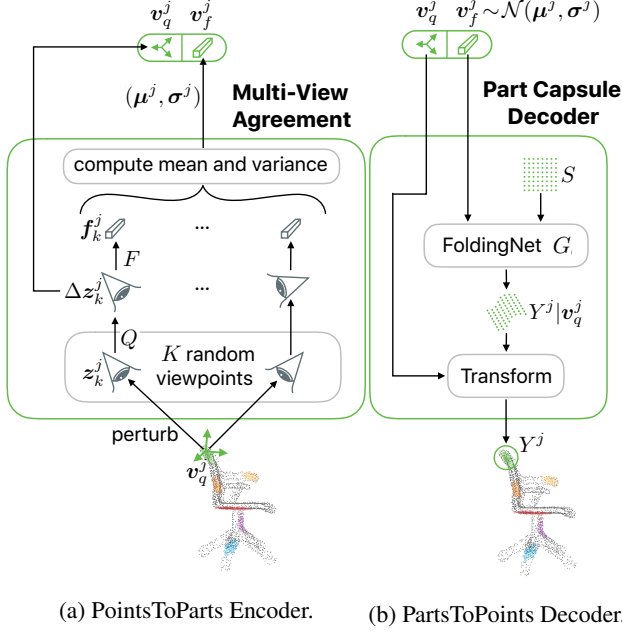 𝒗_q^j 𝒗_f^j
(𝝁^j, 𝝈^j)
Multi-View
Agreement
compute mean and variance
𝒇_k^j
...
F
Δ𝒛_k^j
...
Q
𝒛_k^j
K random
viewpoints
perturb
𝒗_q^j
(a) PointsToParts Encoder.
𝒗_q^j 𝒗_f^j ~ 𝒩(𝝁^j, 𝝈^j)
Part Capsule
Decoder
S
FoldingNet G
Y^j|𝒗_q^j
Transform
Y^j
(b) PartsToPoints Decoder.